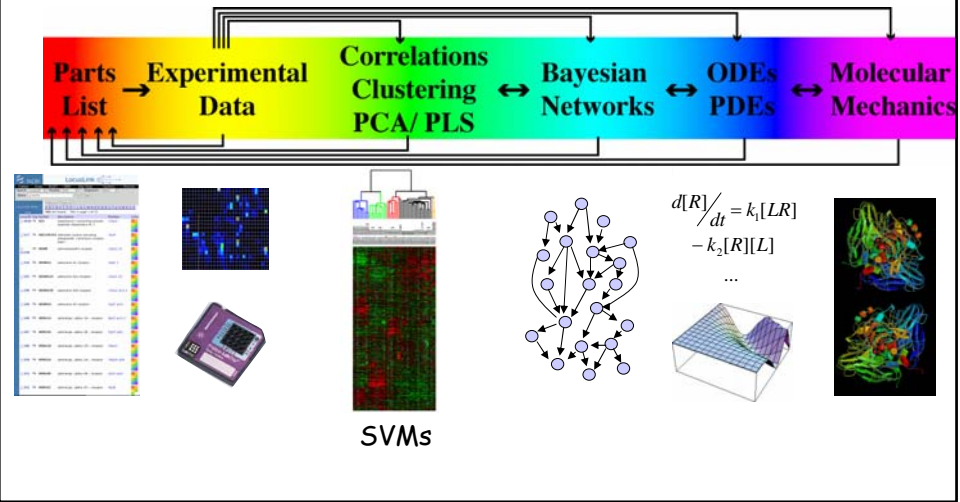 Parts
List
Experimental
Data
Correlations
Clustering
PCA/ PLS
Bayesian
Networks
ODEs
PDEs
Molecular
Mechanics
LocusLink
d[R]/dt = k₁[LR]
− k₂[R][L]
...
SVMs